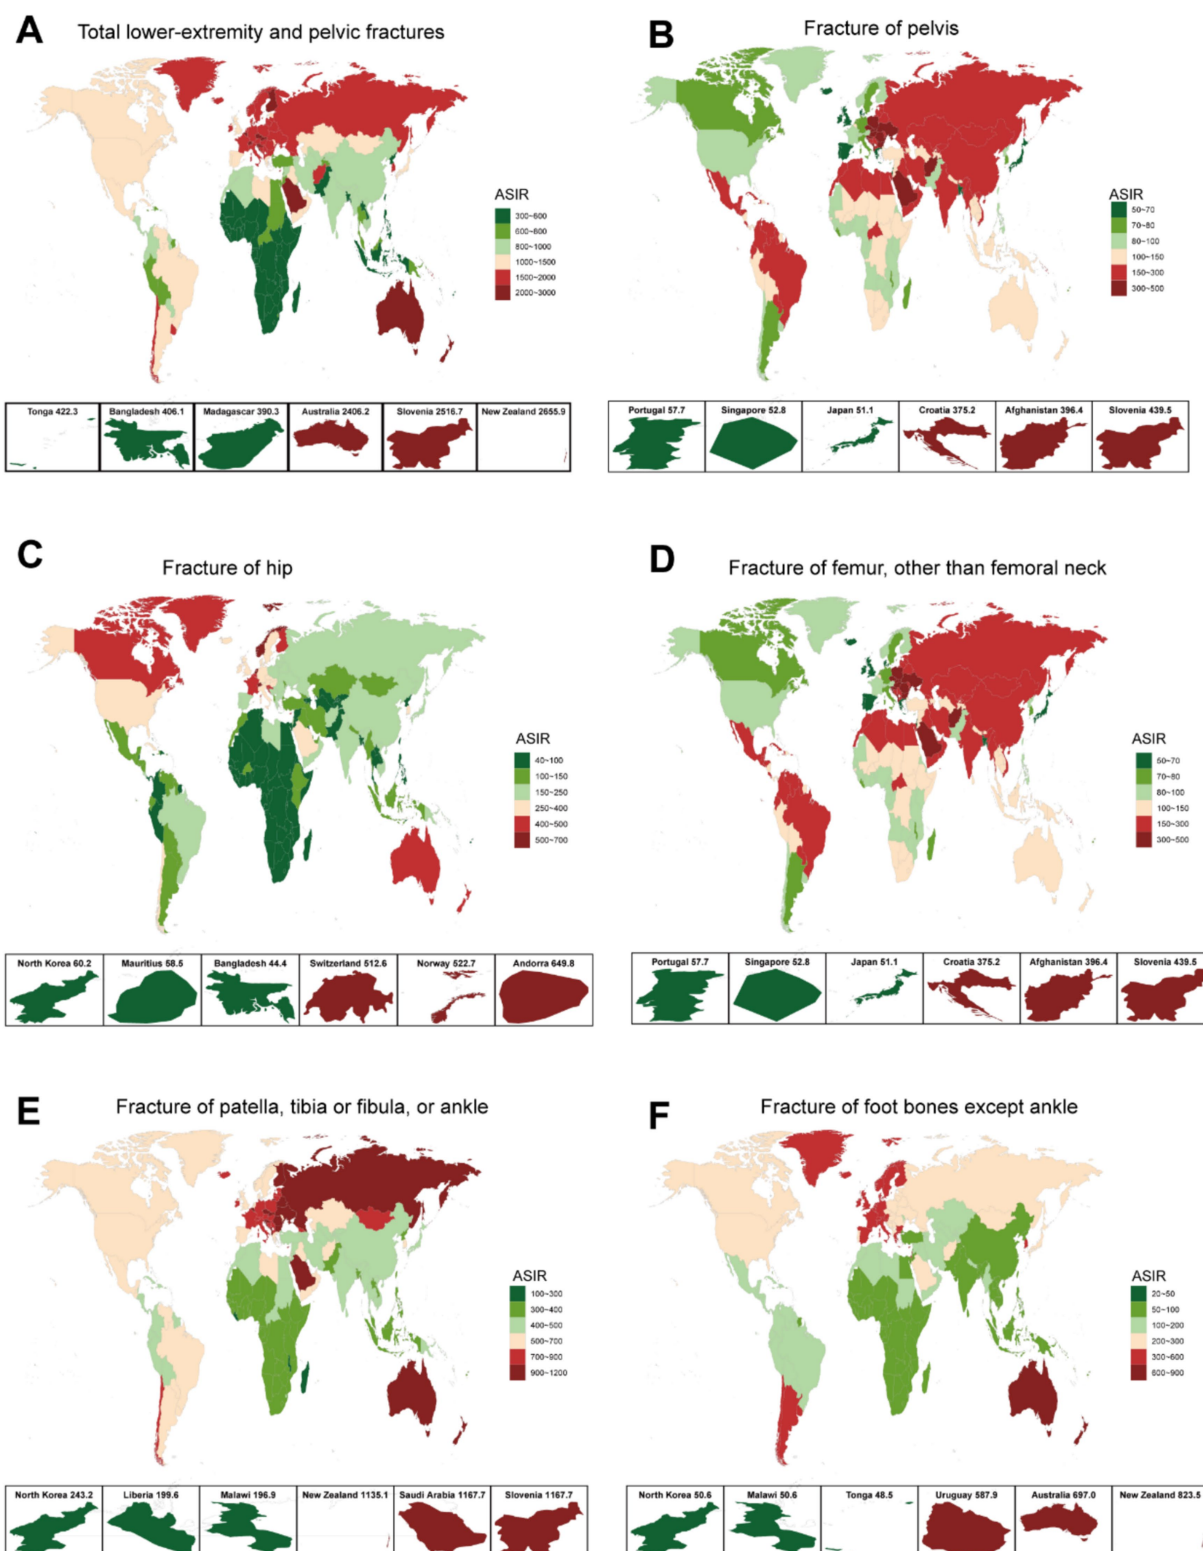 A Total lower-extremity and pelvic fractures
ASIR
300~600
600~800
800~1000
1000~1500
1500~2000
2000~3000
Tonga 422.3 Bangladesh 406.1 Madagascar 390.3 Australia 2406.2 Slovenia 2516.7 New Zealand 2655.9
B Fracture of pelvis
ASIR
50~70
70~80
80~100
100~150
150~300
300~500
Portugal 57.7 Singapore 52.8 Japan 51.1 Croatia 375.2 Afghanistan 396.4 Slovenia 439.5
C Fracture of hip
ASIR
40~100
100~150
150~250
250~400
400~500
500~700
North Korea 60.2 Mauritius 58.5 Bangladesh 44.4 Switzerland 512.6 Norway 522.7 Andorra 649.8
D Fracture of femur, other than femoral neck
ASIR
50~70
70~80
80~100
100~150
150~300
300~500
Portugal 57.7 Singapore 52.8 Japan 51.1 Croatia 375.2 Afghanistan 396.4 Slovenia 439.5
E Fracture of patella, tibia or fibula, or ankle
ASIR
100~300
300~400
400~500
500~700
700~900
900~1200
North Korea 243.2 Liberia 199.6 Malawi 196.9 New Zealand 1135.1 Saudi Arabia 1167.7 Slovenia 1167.7
F Fracture of foot bones except ankle
ASIR
20~50
50~100
100~200
200~300
300~600
600~900
North Korea 50.6 Malawi 50.6 Tonga 48.5 Uruguay 587.9 Australia 697.0 New Zealand 823.5